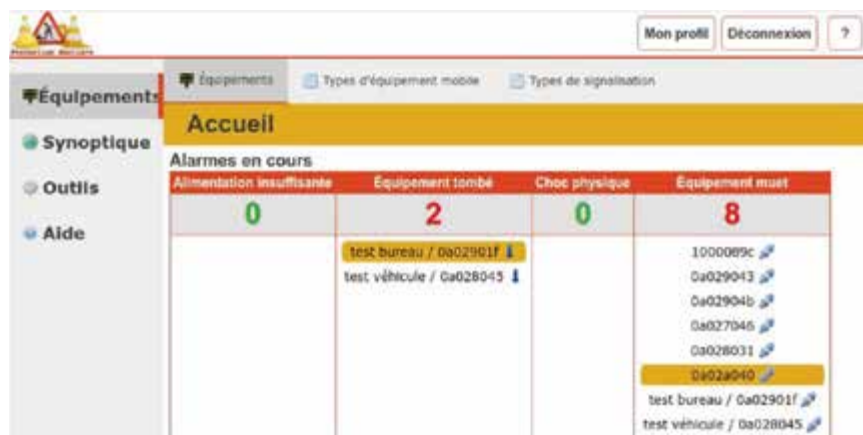 Mon profil Déconnexion ?
Équipements Types d'équipement mobile Types de signalisation
Équipements
Accueil
Synoptique
Alarmes en cours
Alimentation insuffisante Équipement tombé Choc physique Équipement muet
Outils
0 2 0 8
Aide
test bureau / 0a02901f 1000089c
test véhicule / 0a028045 0a029043
0a02904b
0a027046
0a028031
0a02a040
test bureau / 0a02901f
test véhicule / 0a028045